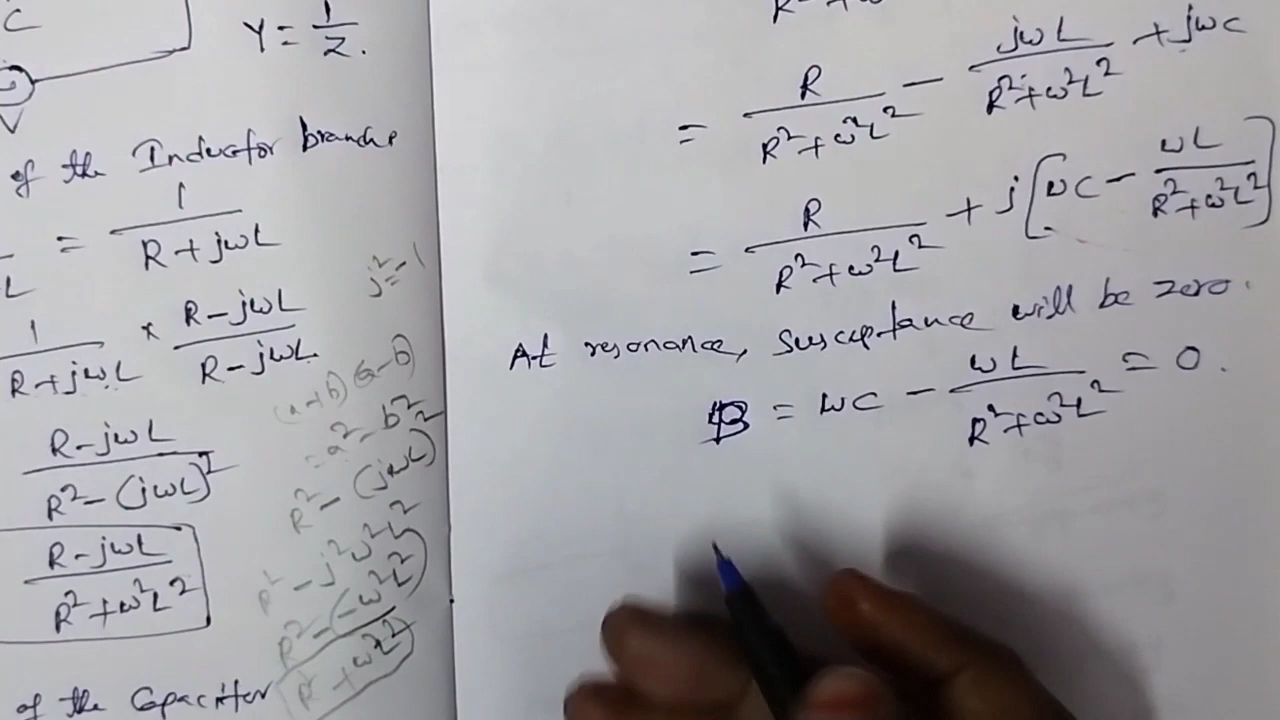 C
Y = 1/Z.
of the Inductor branch
L = 1/(R + jωL)
j² = -1
1/(R + jωL) × (R - jωL)/(R - jωL)
(a+b)(a-b)
= a² - b²
(R - jωL)/(R² - (jωL)²)
R² - (jωL)²
R² - j²ω²L²
(R - jωL)/(R² + ω²L²)
R² - (-ω²L²)
R² + ω²L²
of the Capacitor
= R/(R² + ω²L²) - jωL/(R² + ω²L²) + jωC
= R/(R² + ω²L²) + j[ωC - ωL/(R² + ω²L²)]
At resonance, Susceptance will be zero.
B = ωC - ωL/(R² + ω²L²) = 0.